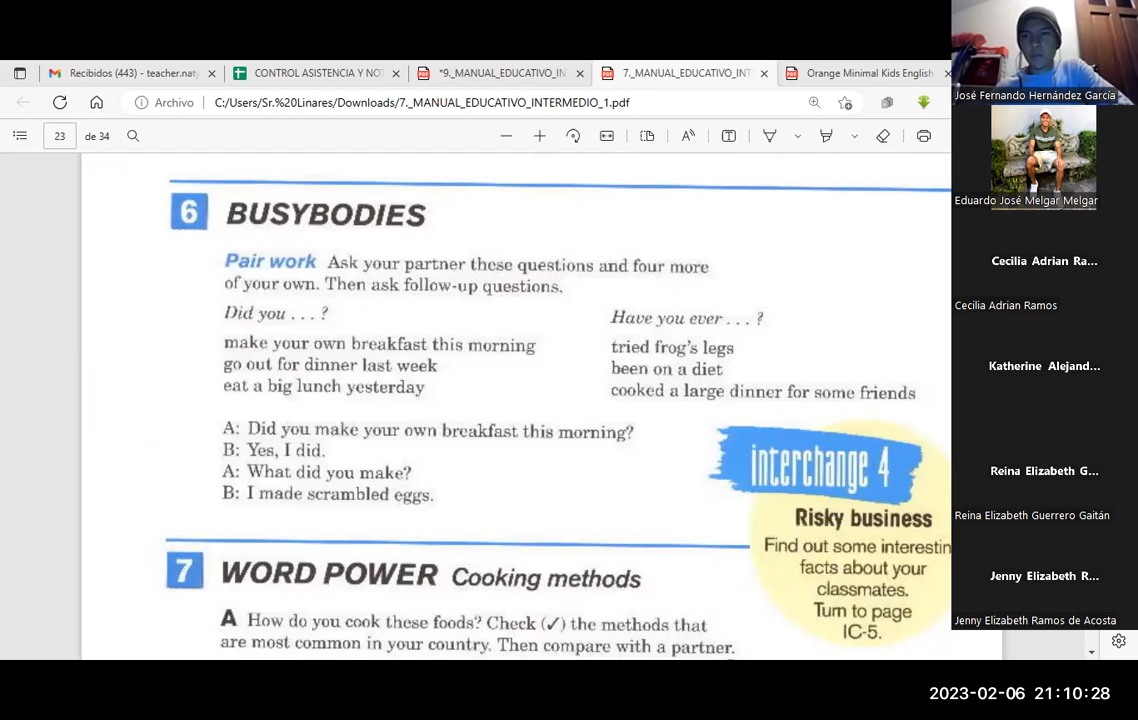 Recibidos (443) - teacher.naty
CONTROL ASISTENCIA Y NOT
*9._MANUAL_EDUCATIVO_IN
7._MANUAL_EDUCATIVO_INT
Orange Minimal Kids English
Archivo
C:/Users/Sr.%20Linares/Downloads/7._MANUAL_EDUCATIVO_INTERMEDIO_1.pdf
23 de 34
6 BUSYBODIES
Pair work Ask your partner these questions and four more
of your own. Then ask follow-up questions.
Did you . . . ?
make your own breakfast this morning
go out for dinner last week
eat a big lunch yesterday
Have you ever . . . ?
tried frog's legs
been on a diet
cooked a large dinner for some friends
A: Did you make your own breakfast this morning?
B: Yes, I did.
A: What did you make?
B: I made scrambled eggs.
interchange 4
Risky business
Find out some interestin
facts about your
classmates.
Turn to page
IC-5.
7 WORD POWER Cooking methods
A How do you cook these foods? Check (✓) the methods that
are most common in your country. Then compare with a partner.
José Fernando Hernández García
Eduardo José Melgar Melgar
Cecilia Adrian Ra...
Cecilia Adrian Ramos
Katherine Alejand...
Reina Elizabeth G...
Reina Elizabeth Guerrero Gaitán
Jenny Elizabeth R...
Jenny Elizabeth Ramos de Acosta
2023-02-06 21:10:28